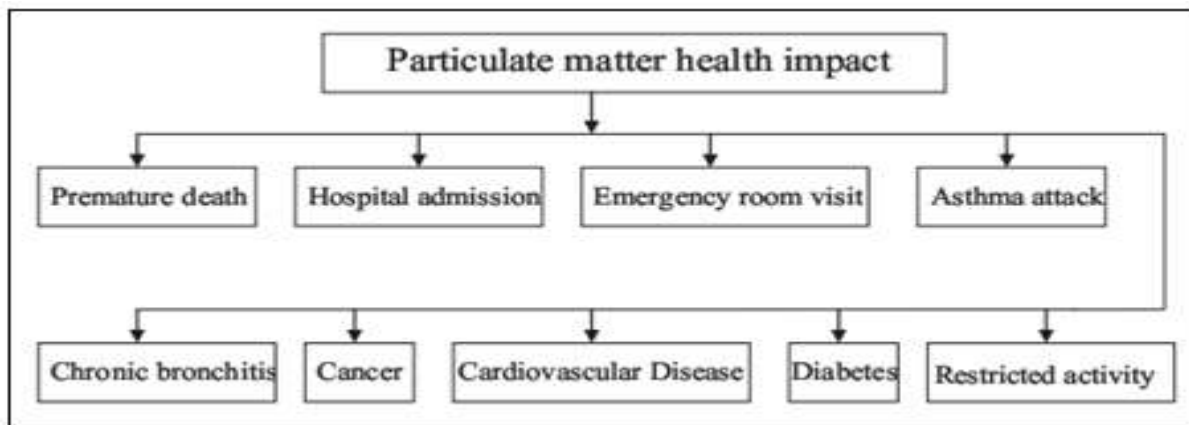 Particulate matter health impact
Premature death
Hospital admission
Emergency room visit
Asthma attack
Chronic bronchitis
Cancer
Cardiovascular Disease
Diabetes
Restricted activity